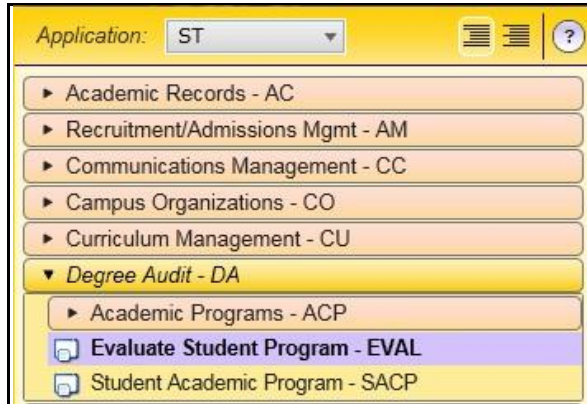 Application: ST ?
Academic Records - AC
Recruitment/Admissions Mgmt - AM
Communications Management - CC
Campus Organizations - CO
Curriculum Management - CU
Degree Audit - DA
Academic Programs - ACP
Evaluate Student Program - EVAL
Student Academic Program - SACP